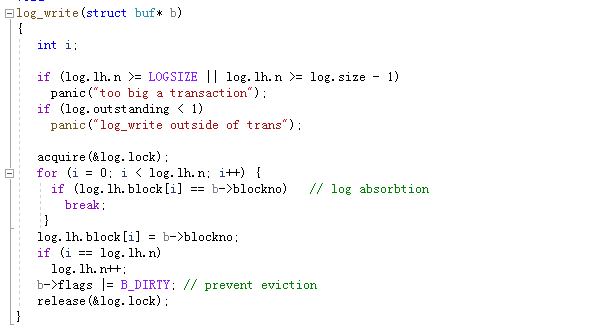 log_write(struct buf* b)
{
int i;
if (log.lh.n >= LOGSIZE || log.lh.n >= log.size - 1)
panic("too big a transaction");
if (log.outstanding < 1)
panic("log_write outside of trans");
acquire(&log.lock);
for (i = 0; i < log.lh.n; i++) {
if (log.lh.block[i] == b->blockno)   // log absorbtion
break;
}
log.lh.block[i] = b->blockno;
if (i == log.lh.n)
log.lh.n++;
b->flags |= B_DIRTY; // prevent eviction
release(&log.lock);
}